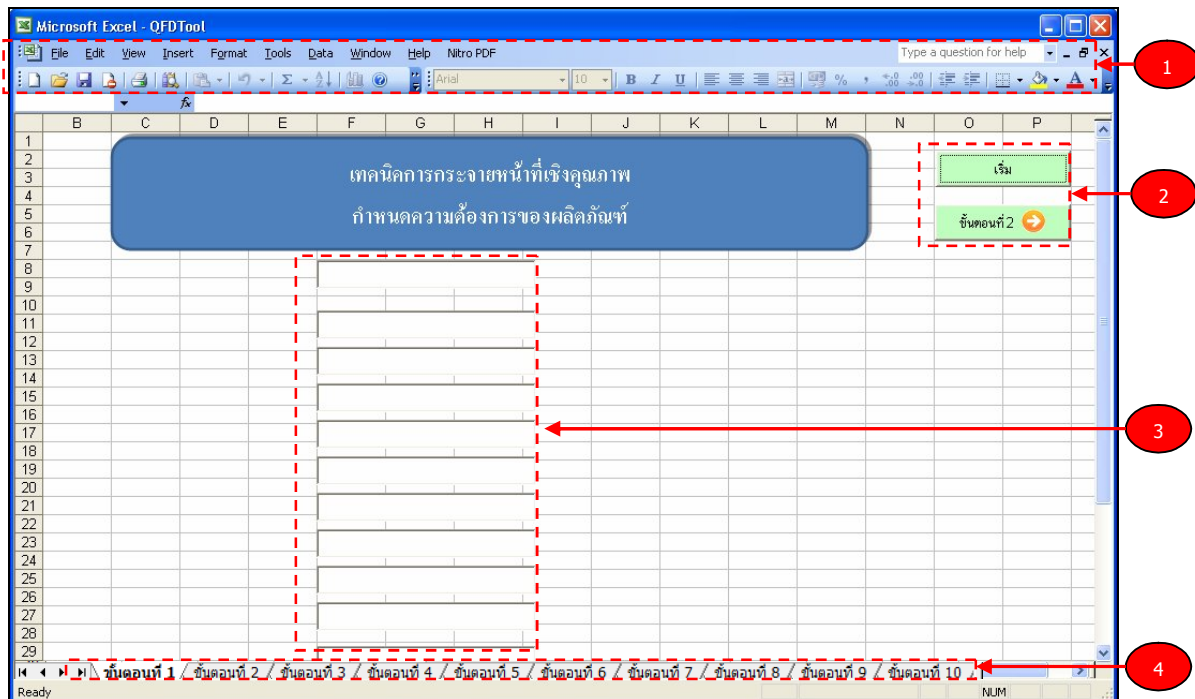 Microsoft Excel - QFDTool
File Edit View Insert Format Tools Data Window Help Nitro PDF
Type a question for help
1
Arial 10 B I U
fx
B C D E F G H I J K L M N O P
1
2
3
4
5
6
7
8
9
10
11
12
13
14
15
16
17
18
19
20
21
22
23
24
25
26
27
28
29
เทคนิคการกระจายหน้าที่เชิงคุณภาพ
กำหนดความต้องการของผลิตภัณฑ์
เริ่ม
ขั้นตอนที่ 2
2
3
ขั้นตอนที่ 1 ขั้นตอนที่ 2 ขั้นตอนที่ 3 ขั้นตอนที่ 4 ขั้นตอนที่ 5 ขั้นตอนที่ 6 ขั้นตอนที่ 7 ขั้นตอนที่ 8 ขั้นตอนที่ 9 ขั้นตอนที่ 10
4
Ready
NUM